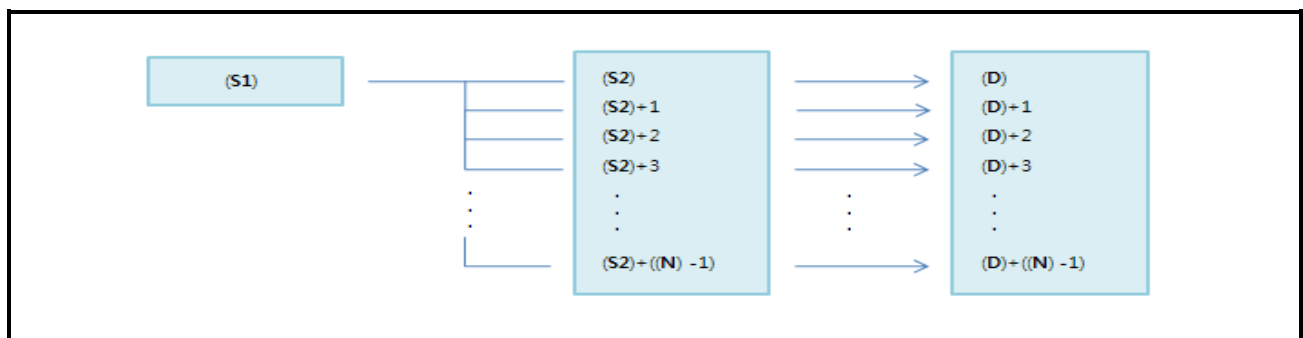 (S1)
(S2)
(S2)+1
(S2)+2
(S2)+3
.
.
.
(S2)+((N) -1)
(D)
(D)+1
(D)+2
(D)+3
.
.
.
(D)+((N) -1)